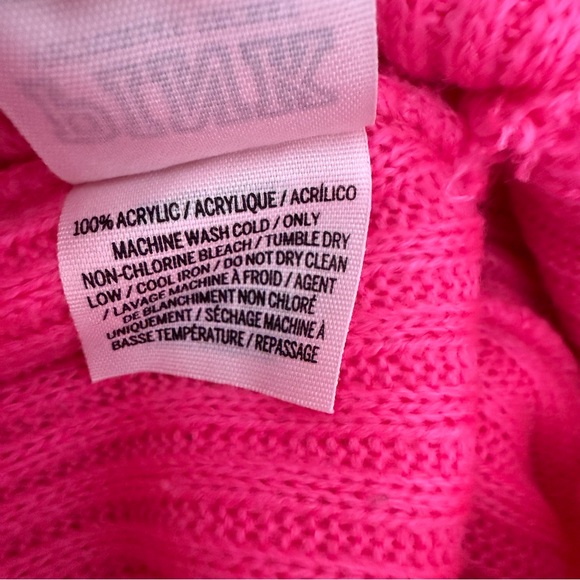 PINK
100% ACRYLIC / ACRYLIQUE / ACRÍLICO
MACHINE WASH COLD / ONLY
NON-CHLORINE BLEACH / TUMBLE DRY
LOW / COOL IRON / DO NOT DRY CLEAN
/ LAVAGE MACHINE À FROID / AGENT
DE BLANCHIMENT NON CHLORÉ
UNIQUEMENT / SÉCHAGE MACHINE À
BASSE TEMPÉRATURE / REPASSAGE